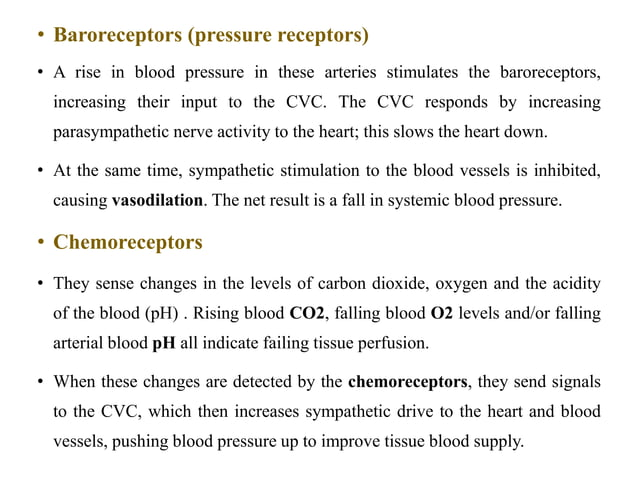 • Baroreceptors (pressure receptors)
• A rise in blood pressure in these arteries stimulates the baroreceptors,
increasing their input to the CVC. The CVC responds by increasing
parasympathetic nerve activity to the heart; this slows the heart down.
• At the same time, sympathetic stimulation to the blood vessels is inhibited,
causing vasodilation. The net result is a fall in systemic blood pressure.
• Chemoreceptors
• They sense changes in the levels of carbon dioxide, oxygen and the acidity
of the blood (pH) . Rising blood CO2, falling blood O2 levels and/or falling
arterial blood pH all indicate failing tissue perfusion.
• When these changes are detected by the chemoreceptors, they send signals
to the CVC, which then increases sympathetic drive to the heart and blood
vessels, pushing blood pressure up to improve tissue blood supply.